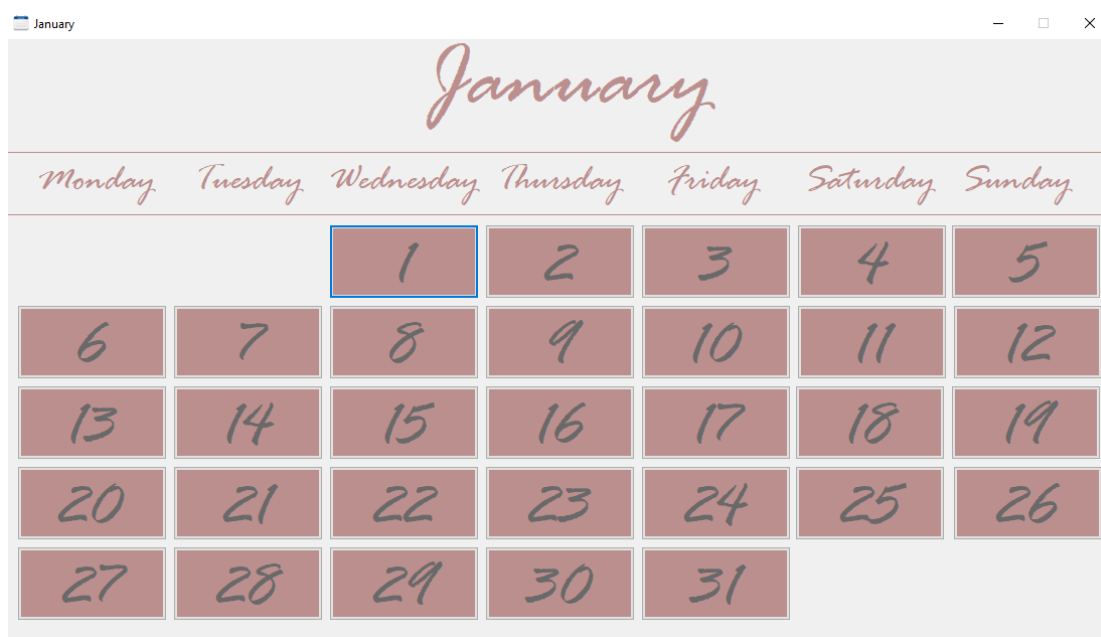 January
January
Monday Tuesday Wednesday Thursday Friday Saturday Sunday
1 2 3 4 5
6 7 8 9 10 11 12
13 14 15 16 17 18 19
20 21 22 23 24 25 26
27 28 29 30 31